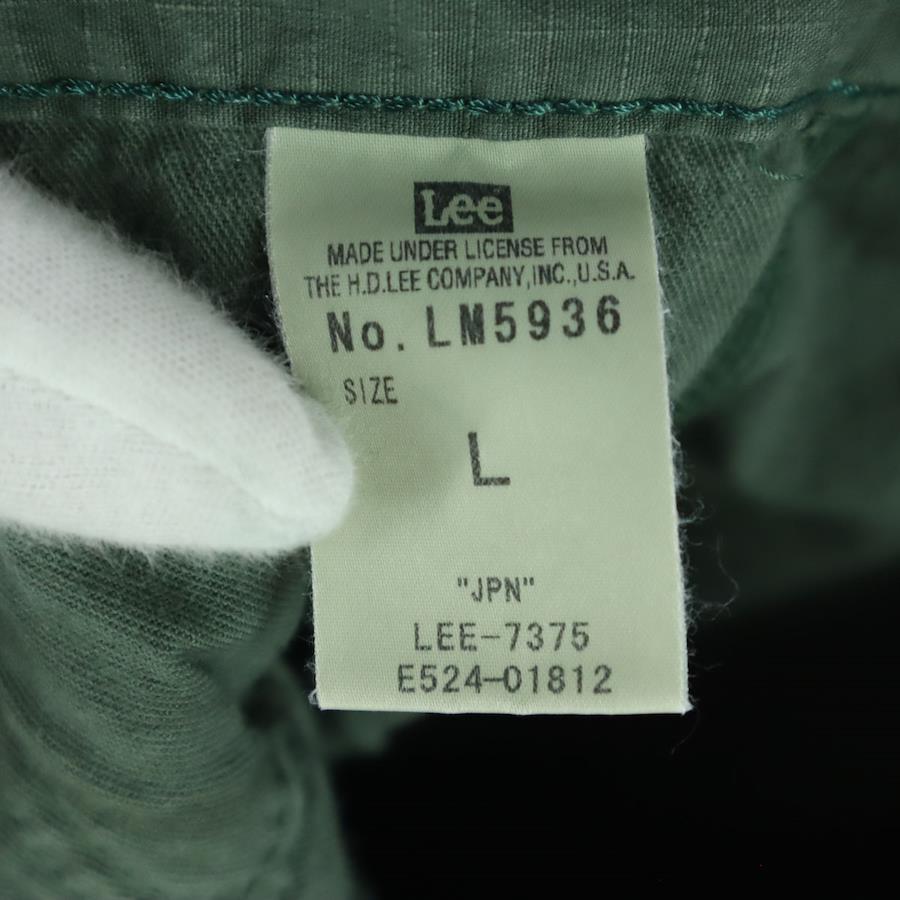 Lee
MADE UNDER LICENSE FROM
THE H.D.LEE COMPANY,INC.,U.S.A.
No. LM5936
SIZE
L
"JPN"
LEE-7375
E524-01812